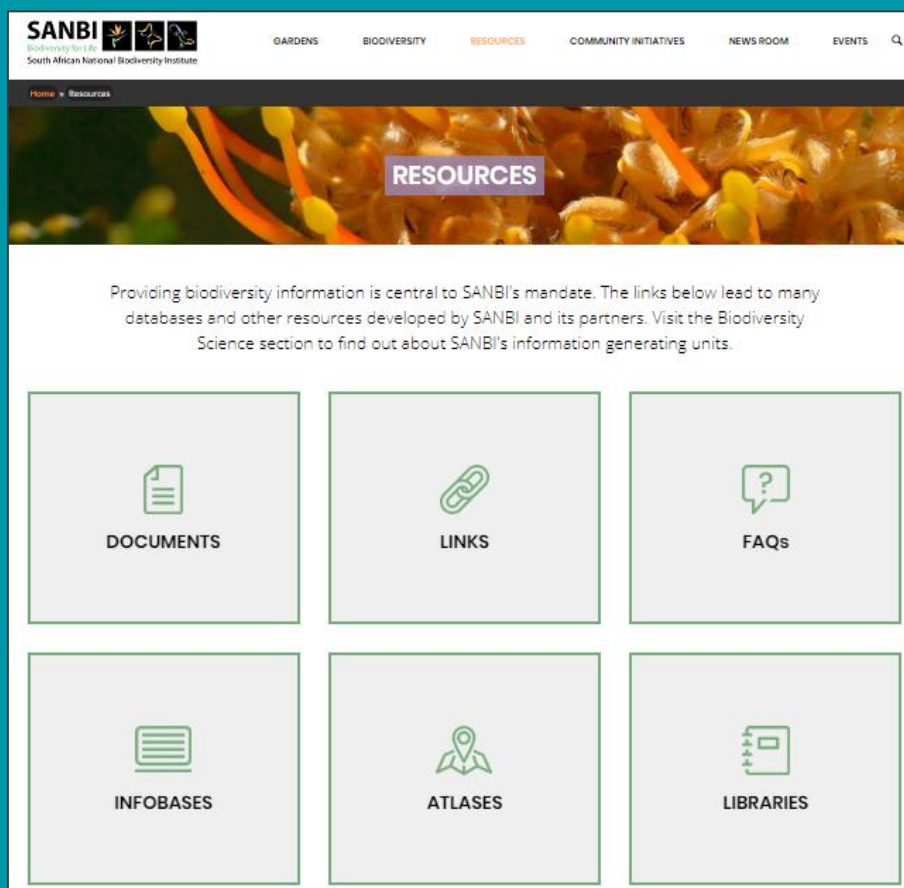 SANBI
Biodiversity for Life
South African National Biodiversity Institute
GARDENS BIODIVERSITY RESOURCES COMMUNITY INITIATIVES NEWS ROOM EVENTS
Home » Resources
RESOURCES
Providing biodiversity information is central to SANBI's mandate. The links below lead to many
databases and other resources developed by SANBI and its partners. Visit the Biodiversity
Science section to find out about SANBI's information generating units.
DOCUMENTS LINKS FAQs
INFOBASES ATLASES LIBRARIES